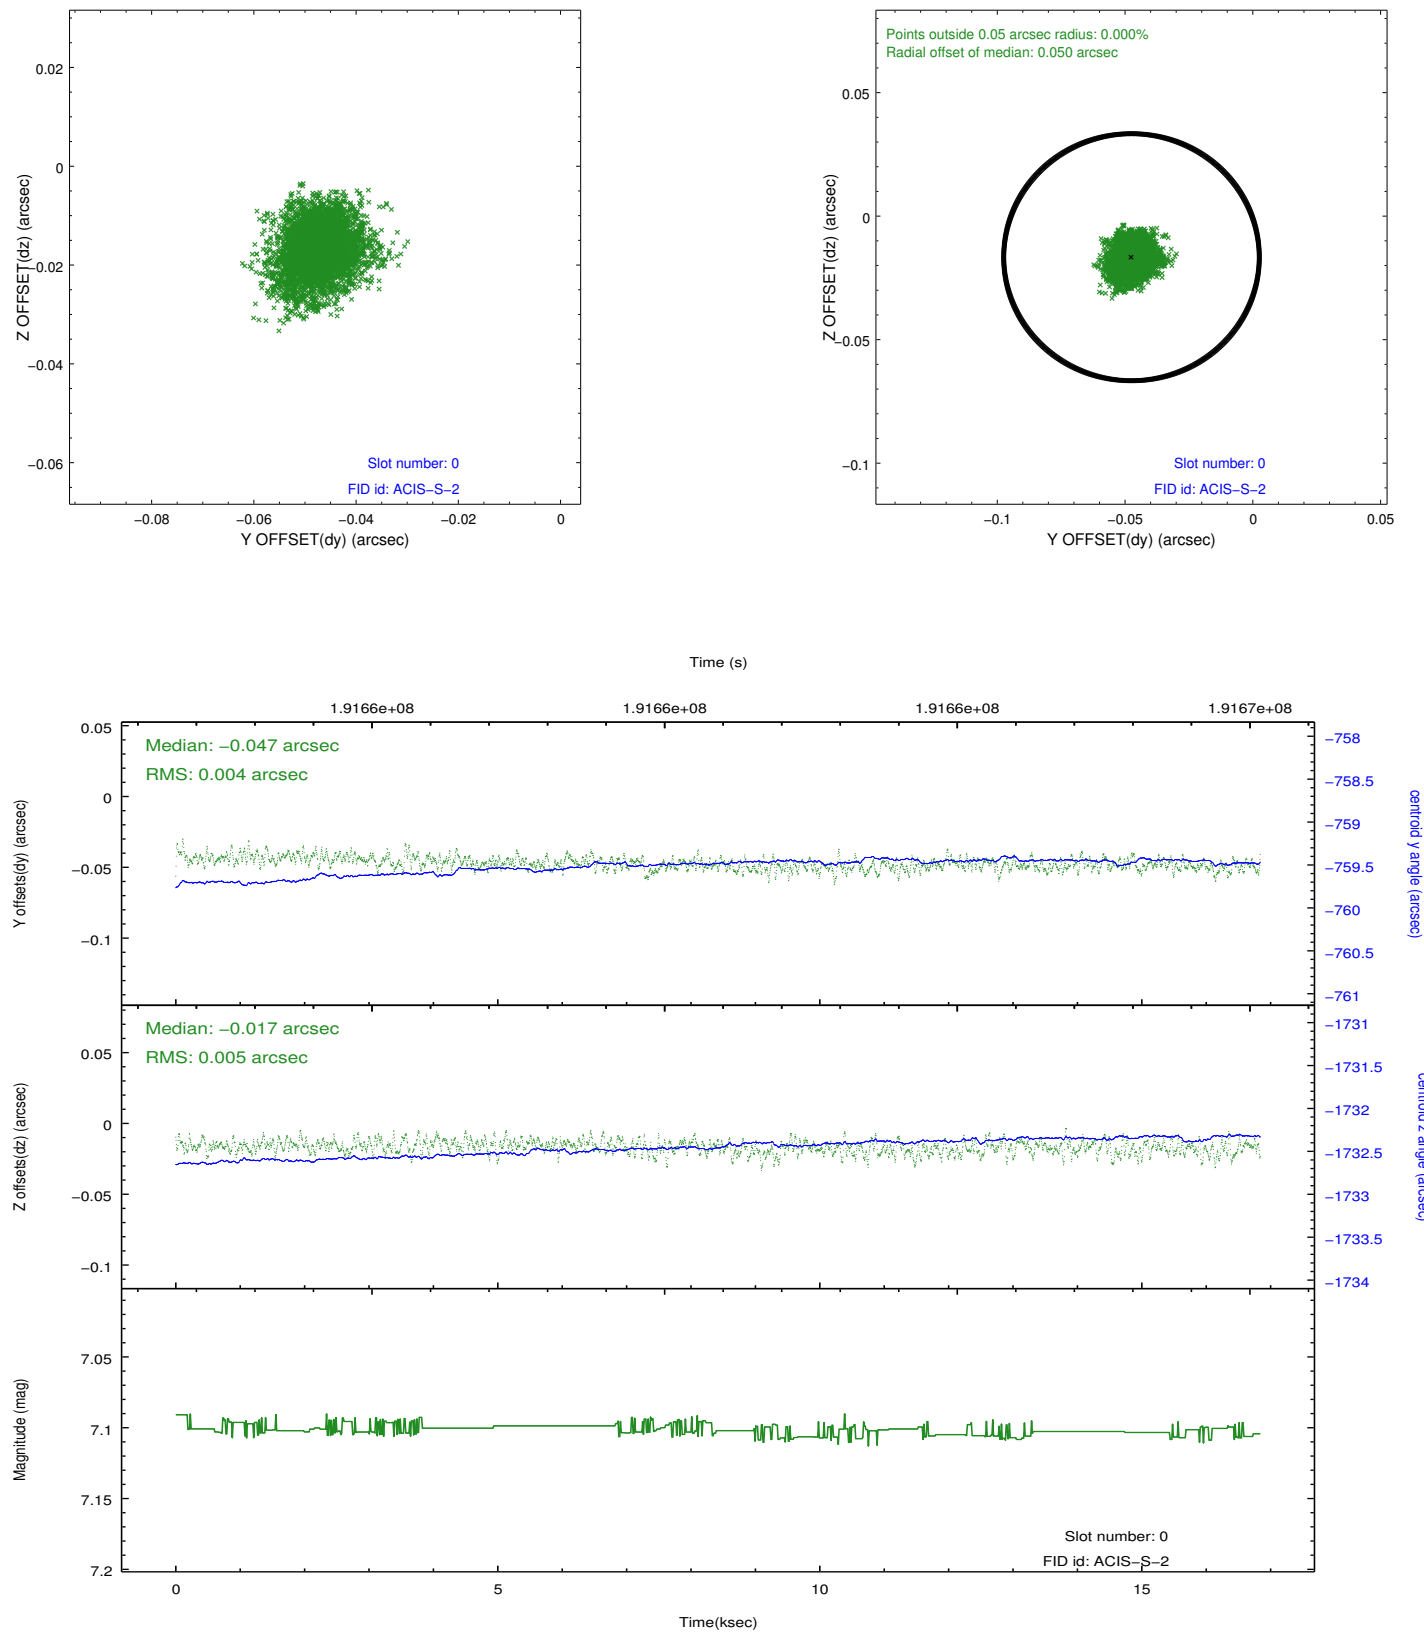 0.02
0
−0.02
−0.04
−0.06
Z OFFSET(dz) (arcsec)
Slot number: 0
FID id: ACIS−S−2
−0.08
−0.06
−0.04
−0.02
0
Y OFFSET(dy) (arcsec)
Points outside 0.05 arcsec radius: 0.000%
Radial offset of median: 0.050 arcsec
0.05
0
−0.05
−0.1
Z OFFSET(dz) (arcsec)
Slot number: 0
FID id: ACIS−S−2
−0.1
−0.05
0
0.05
Y OFFSET(dy) (arcsec)
Time (s)
1.9166e+08
1.9166e+08
1.9166e+08
1.9167e+08
Median: −0.047 arcsec
RMS: 0.004 arcsec
0.05
0
−0.05
−0.1
Y offsets(dy) (arcsec)
−758
−758.5
−759
−759.5
−760
−760.5
−761
centroid y angle (arcsec)
Median: −0.017 arcsec
RMS: 0.005 arcsec
0.05
0
−0.05
−0.1
Z offsets(dz) (arcsec)
−1731
−1731.5
−1732
−1732.5
−1733
−1733.5
−1734
centroid z angle (arcsec)
7.05
7.1
7.15
7.2
Magnitude (mag)
Slot number: 0
FID id: ACIS−S−2
0
5
10
15
Time(ksec)